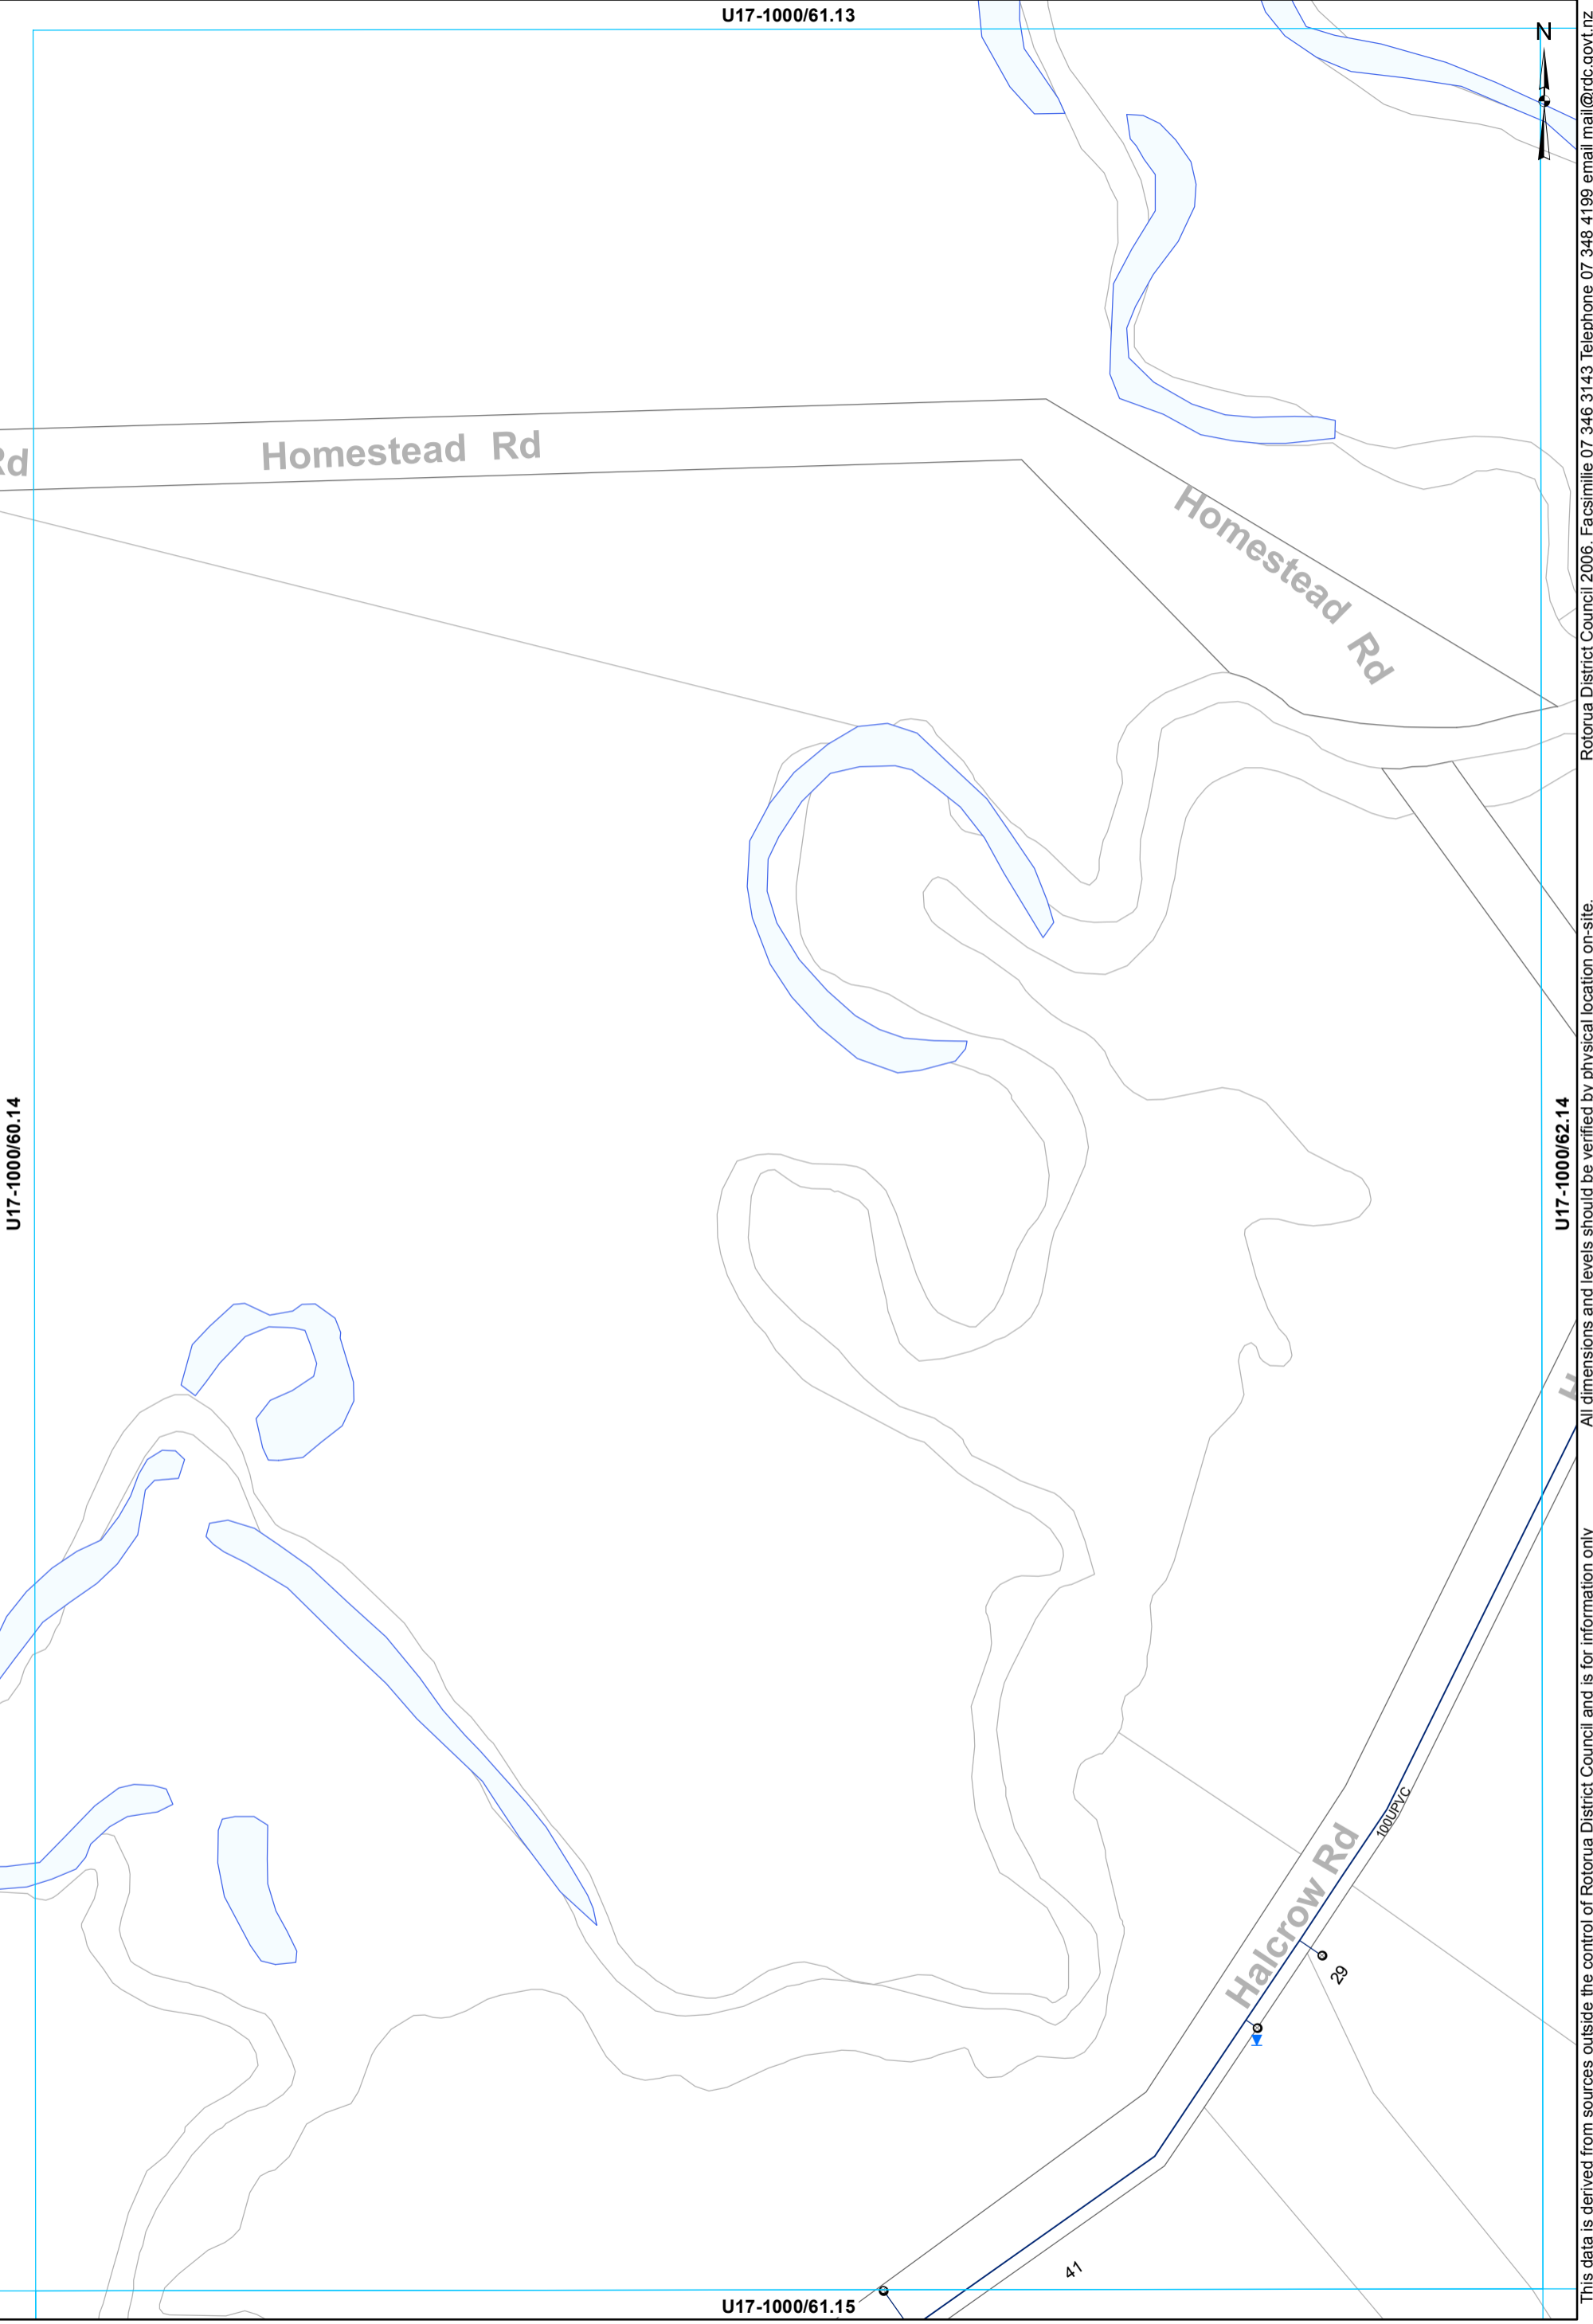 U17-1000/61.13
N
Rd
Homestead Rd
Homestead Rd
U17-1000/60.14
U17-1000/62.14
H
100UPVC
Halcrow Rd
29
41
U17-1000/61.15
This data is derived from sources outside the control of Rotorua District Council and is for information only
All dimensions and levels should be verified by physical location on-site.
Rotorua District Council 2006. Facsimilie 07 346 3143 Telephone 07 348 4199 email mail@rdc.govt.nz